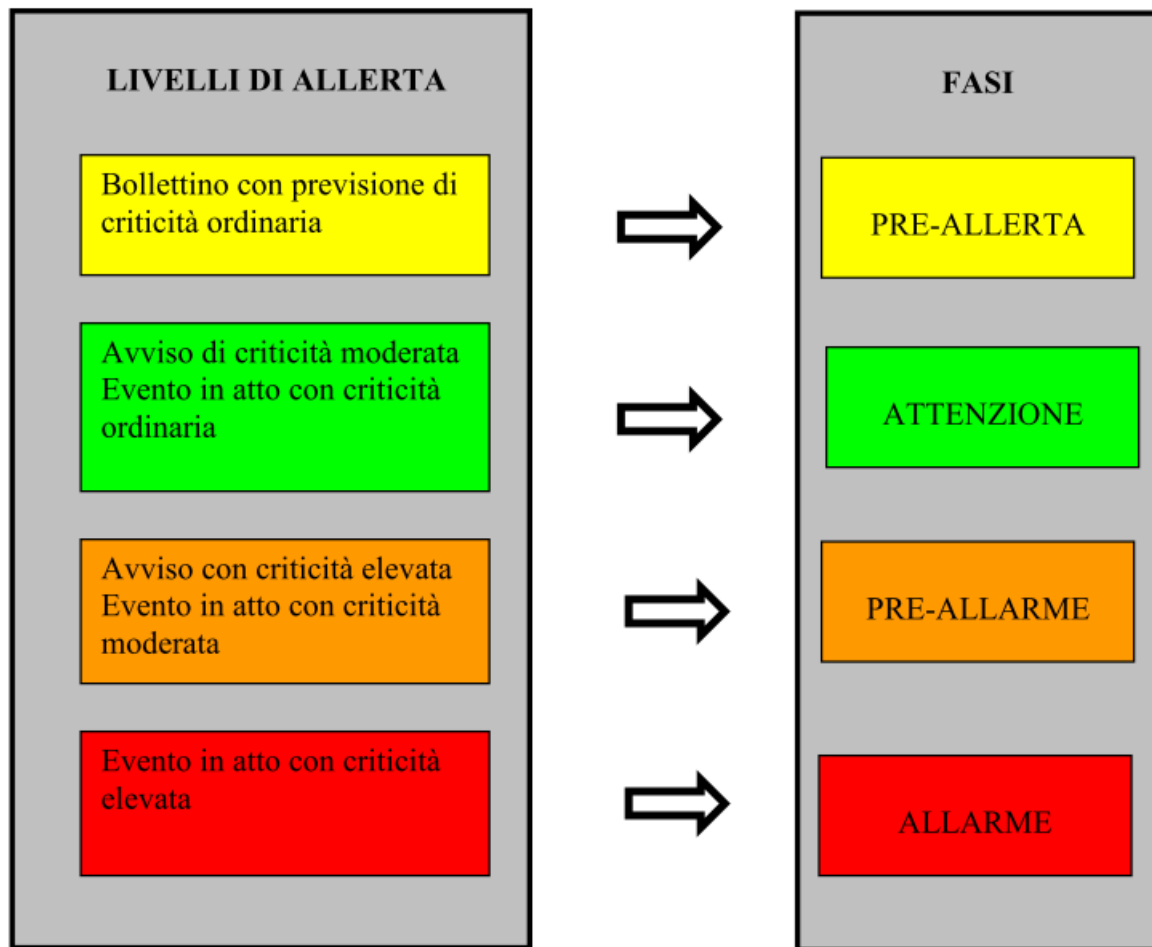 LIVELLI DI ALLERTA
Bollettino con previsione di
criticità ordinaria
Avviso di criticità moderata
Evento in atto con criticità
ordinaria
Avviso con criticità elevata
Evento in atto con criticità
moderata
Evento in atto con criticità
elevata
FASI
PRE-ALLERTA
ATTENZIONE
PRE-ALLARME
ALLARME